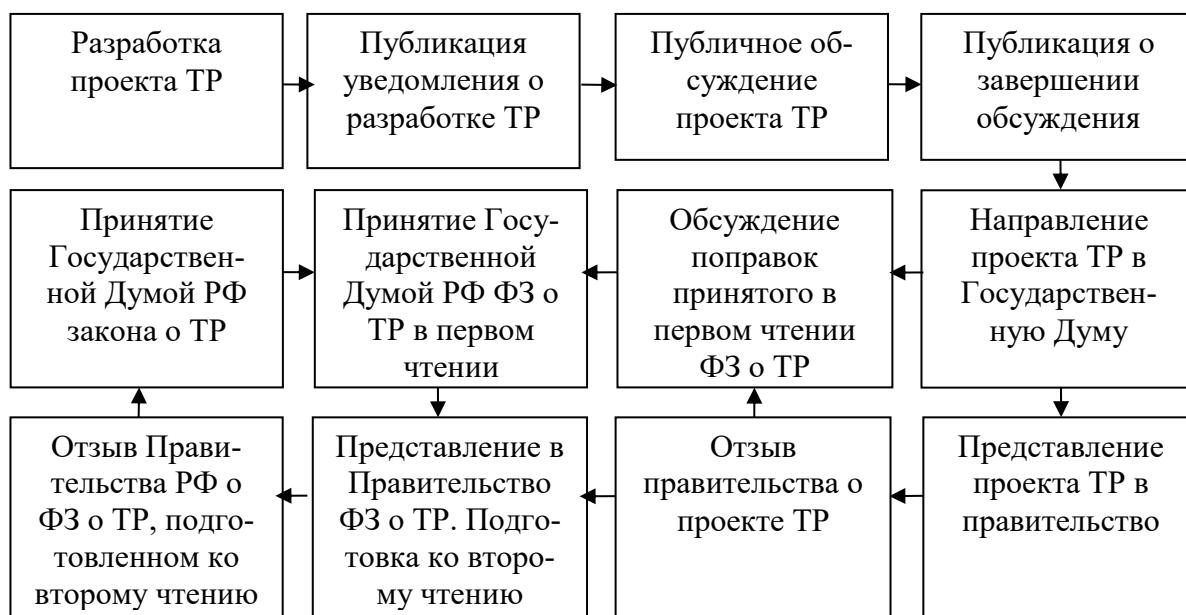 Разработка
проекта ТР
Публикация
уведомления о
разработке ТР
Публичное об-
суждение
проекта ТР
Публикация о
завершении
обсуждения
Принятие
Государствен-
ной Думой РФ
закона о ТР
Принятие Госу-
дарственной
Думой РФ ФЗ о
ТР в первом
чтении
Обсуждение
поправок
принятого в
первом чтении
ФЗ о ТР
Направление
проекта ТР в
Государствен-
ную Думу
Отзыв Прави-
тельства РФ о
ФЗ о ТР, подго-
товленном ко
второму чтению
Представление в
Правительство
ФЗ о ТР. Подго-
товка ко второ-
му чтению
Отзыв
правительства о
проекте ТР
Представление
проекта ТР в
правительство